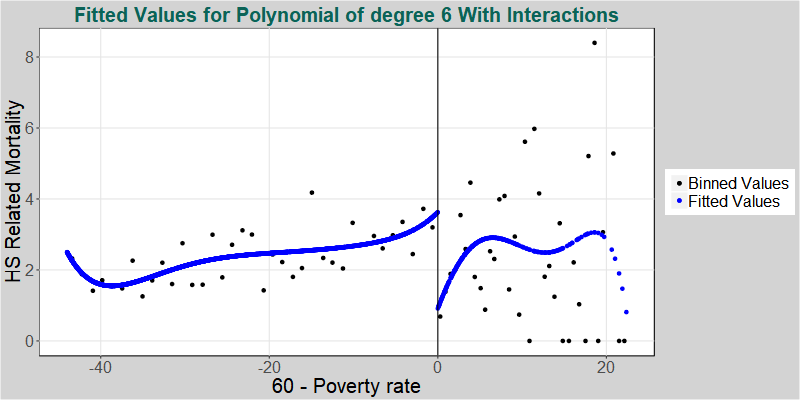 Fitted Values for Polynomial of degree 6 With Interactions
HS Related Mortality
8
6
4
2
0
-40
-20
0
20
60 - Poverty rate
Binned Values
Fitted Values